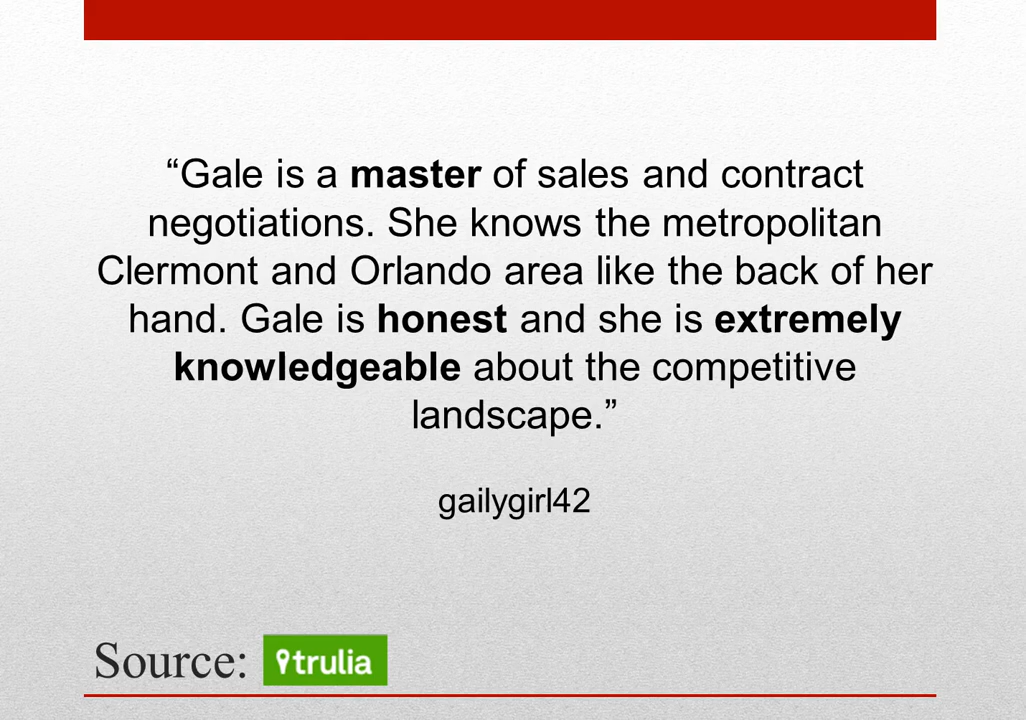 “Gale is a master of sales and contract
negotiations. She knows the metropolitan
Clermont and Orlando area like the back of her
hand. Gale is honest and she is extremely
knowledgeable about the competitive
landscape.”
gailygirl42
Source: trulia